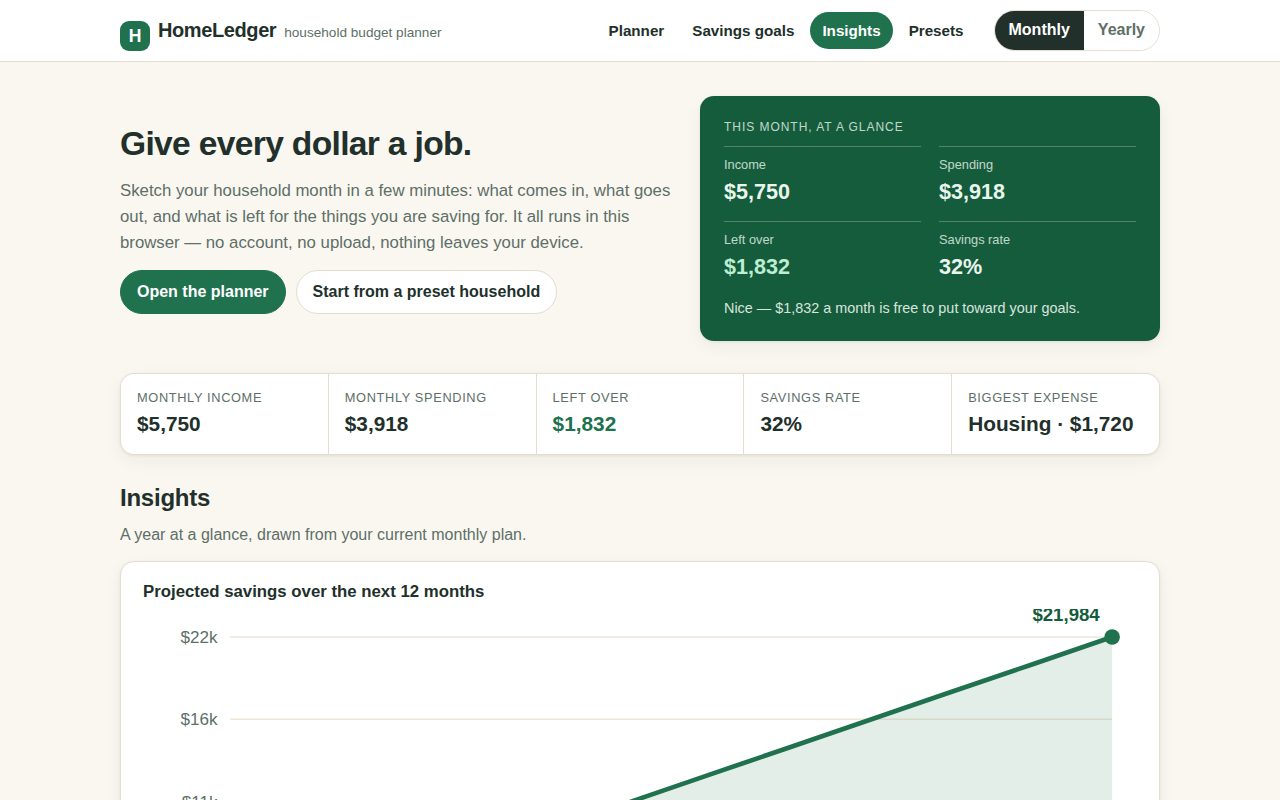 H HomeLedger household budget planner
Planner Savings goals Insights Presets Monthly Yearly
Give every dollar a job.
Sketch your household month in a few minutes: what comes in, what goes
out, and what is left for the things you are saving for. It all runs in this
browser — no account, no upload, nothing leaves your device.
Open the planner Start from a preset household
THIS MONTH, AT A GLANCE
Income Spending
$5,750 $3,918
Left over Savings rate
$1,832 32%
Nice — $1,832 a month is free to put toward your goals.
MONTHLY INCOME MONTHLY SPENDING LEFT OVER SAVINGS RATE BIGGEST EXPENSE
$5,750 $3,918 $1,832 32% Housing · $1,720
Insights
A year at a glance, drawn from your current monthly plan.
Projected savings over the next 12 months
$21,984
$22k
$16k
$11k